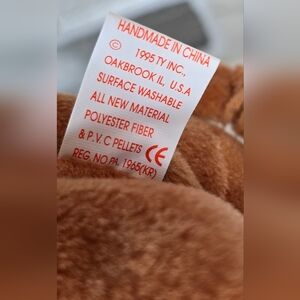 HANDMADE IN CHINA
© 1995 TY INC.,
OAKBROOK IL, U.S.A
SURFACE WASHABLE
ALL NEW MATERIAL
POLYESTER FIBER
& P.V.C PELLETS CE
REG. NO PA. 1965(KR)